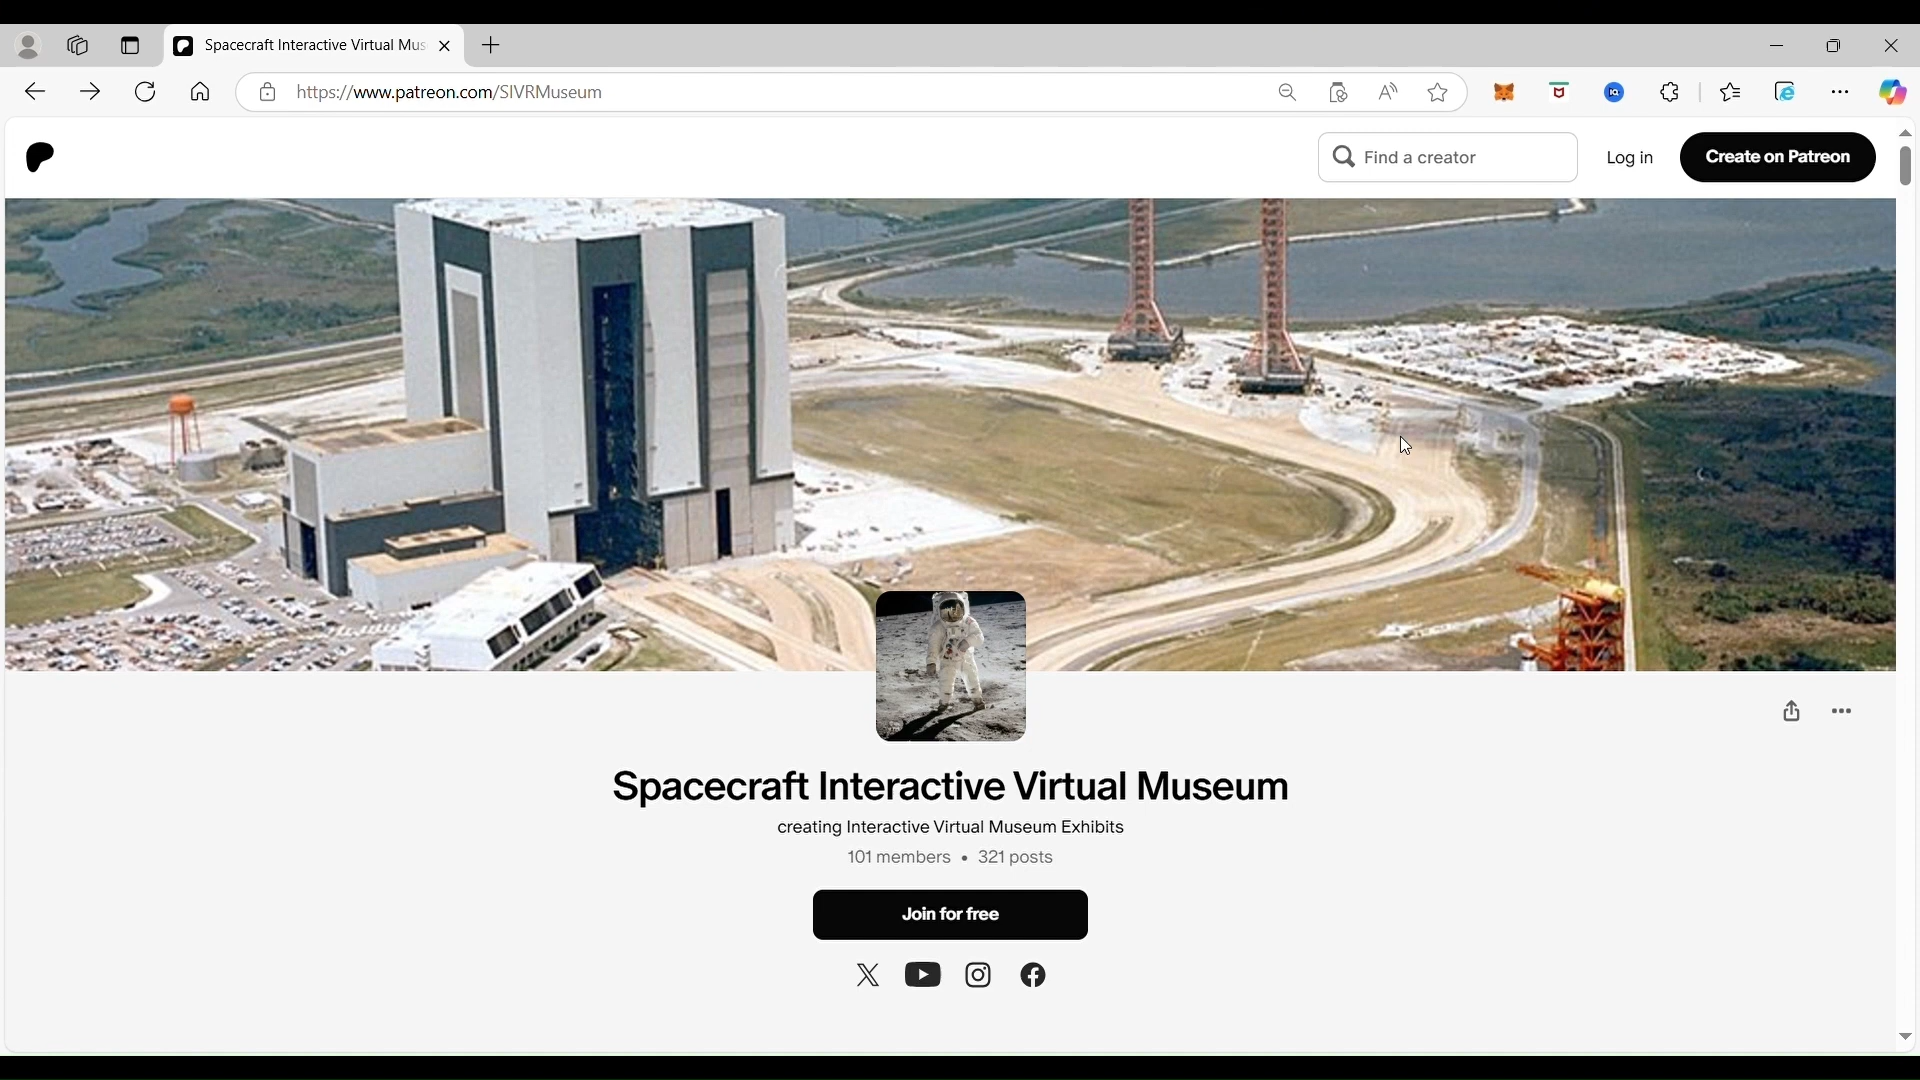 Spacecraft Interactive Virtual Mus
https://www.patreon.com/SIVRMuseum
Find a creator
Log in
Create on Patreon
Spacecraft Interactive Virtual Museum
creating Interactive Virtual Museum Exhibits
101 members • 321 posts
Join for free